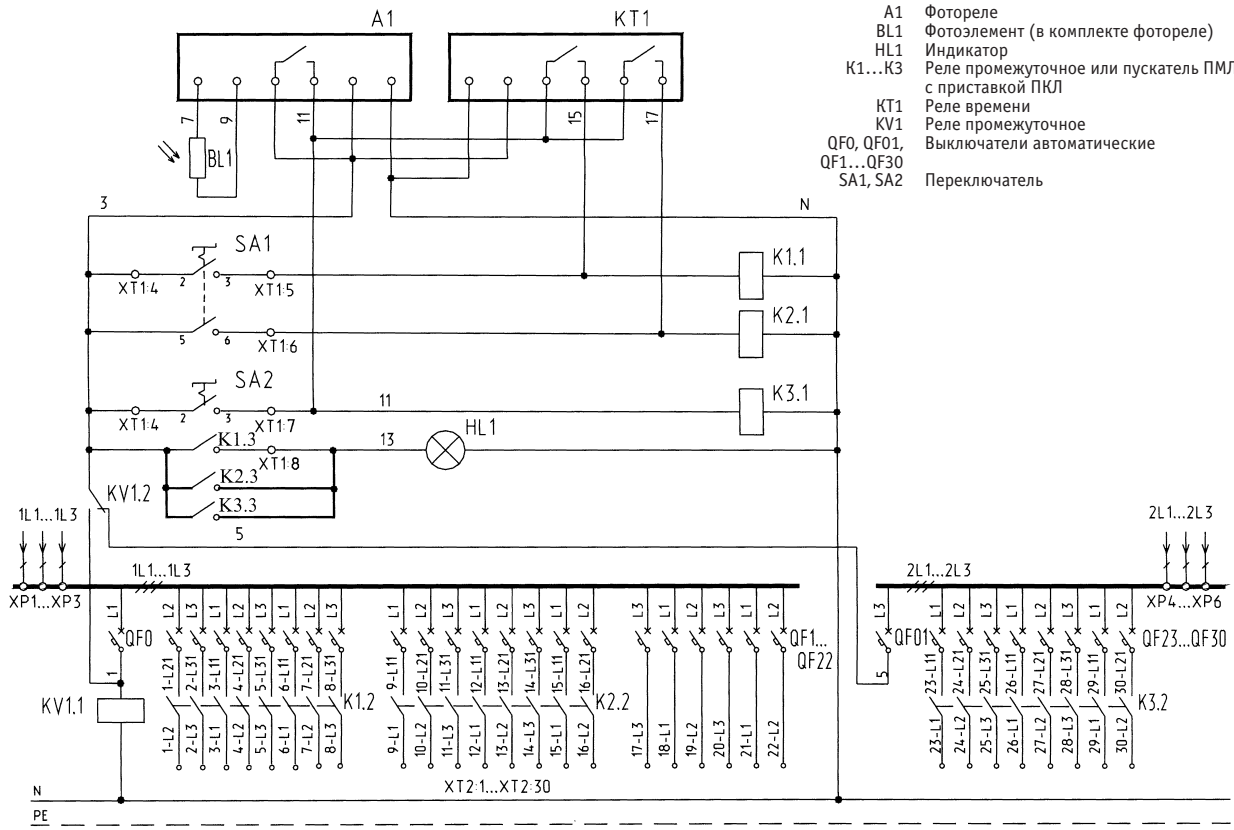 A1
KT1
A1 Фотореле
BL1 Фотоэлемент (в комплекте фотореле)
HL1 Индикатор
К1...К3 Реле промежуточное или пускатель ПМЛ
с приставкой ПКЛ
KT1 Реле времени
KV1 Реле промежуточное
QF0, QF01, Выключатели автоматические
QF1...QF30
SA1, SA2 Переключатель
7
9
11
15
17
BL1
3
N
SA1
K1.1
XT1:4
2
3
XT1:5
K2.1
5
6
XT1:6
SA2
K3.1
11
XT1:4
2
3
XT1:7
K1.3
XT1:8
13
HL1
K2.3
KV1.2
K3.3
5
1L1...1L3
2L1...2L3
1L1...1L3
2L1...2L3
XP1...XP3
XP4...XP6
L1
L2
L3
L1
L2
L3
L1
L2
L3
L1
L2
L3
L1
L2
L3
L1
L2
L3
L1
L2
L3
L1
L2
L3
L1
L2
L3
L1
L2
L3
L1
L2
QF0
QF1...
QF22
QF01
QF23...QF30
1
1-L21
2-L31
3-L11
4-L21
5-L31
6-L11
7-L21
8-L31
9-L11
10-L21
11-L31
12-L11
13-L21
14-L31
15-L11
16-L21
5
23-L11
24-L21
25-L31
26-L11
27-L21
28-L31
29-L11
30-L21
KV1.1
K1.2
K2.2
K3.2
1-L2
2-L3
3-L1
4-L2
5-L3
6-L1
7-L2
8-L3
9-L1
10-L2
11-L3
12-L1
13-L2
14-L3
15-L1
16-L2
17-L3
18-L1
19-L2
20-L3
21-L1
22-L2
23-L1
24-L2
25-L3
26-L1
27-L2
28-L3
29-L1
30-L2
XT2:1...XT2:30
N
PE